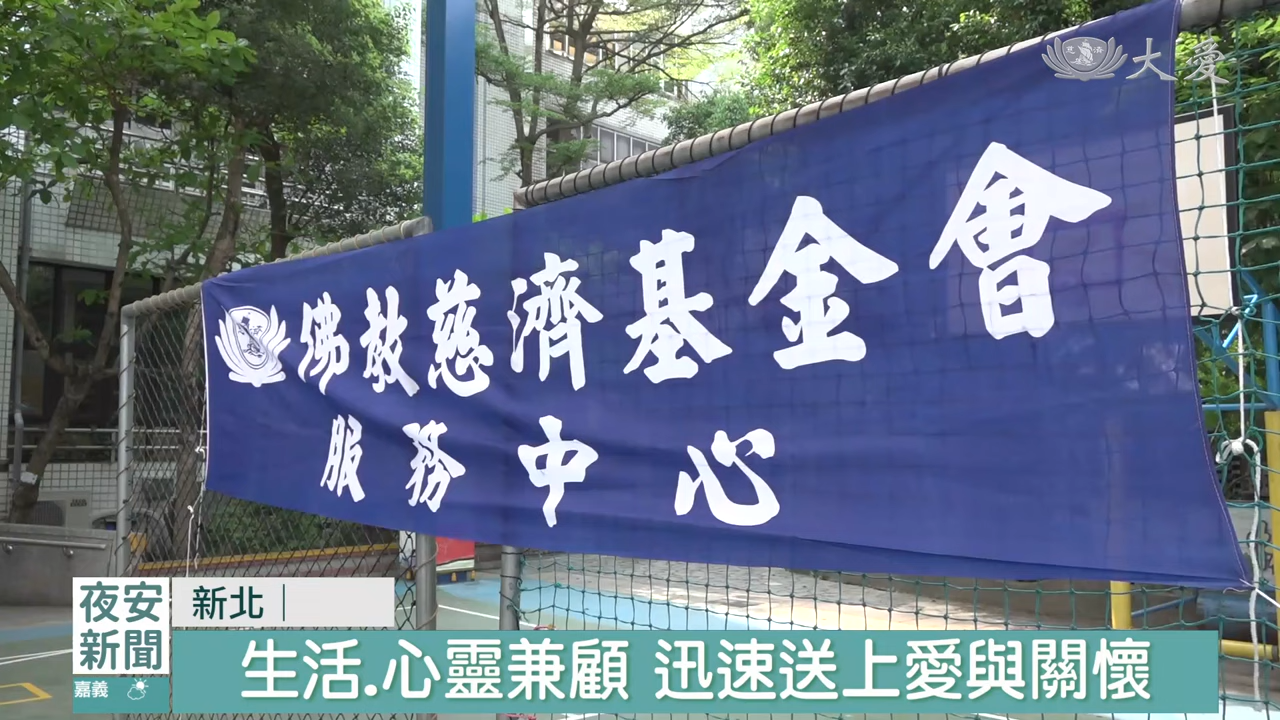 大愛
佛教慈濟基金會
服務中心
夜安
新聞
新北
生活.心靈兼顧 迅速送上愛與關懷
嘉義